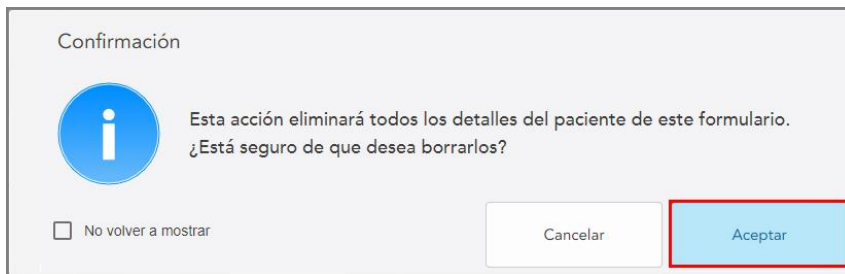 Confirmación
Esta acción eliminará todos los detalles del paciente de este formulario.
¿Está seguro de que desea borrarlos?
No volver a mostrar
Cancelar
Aceptar